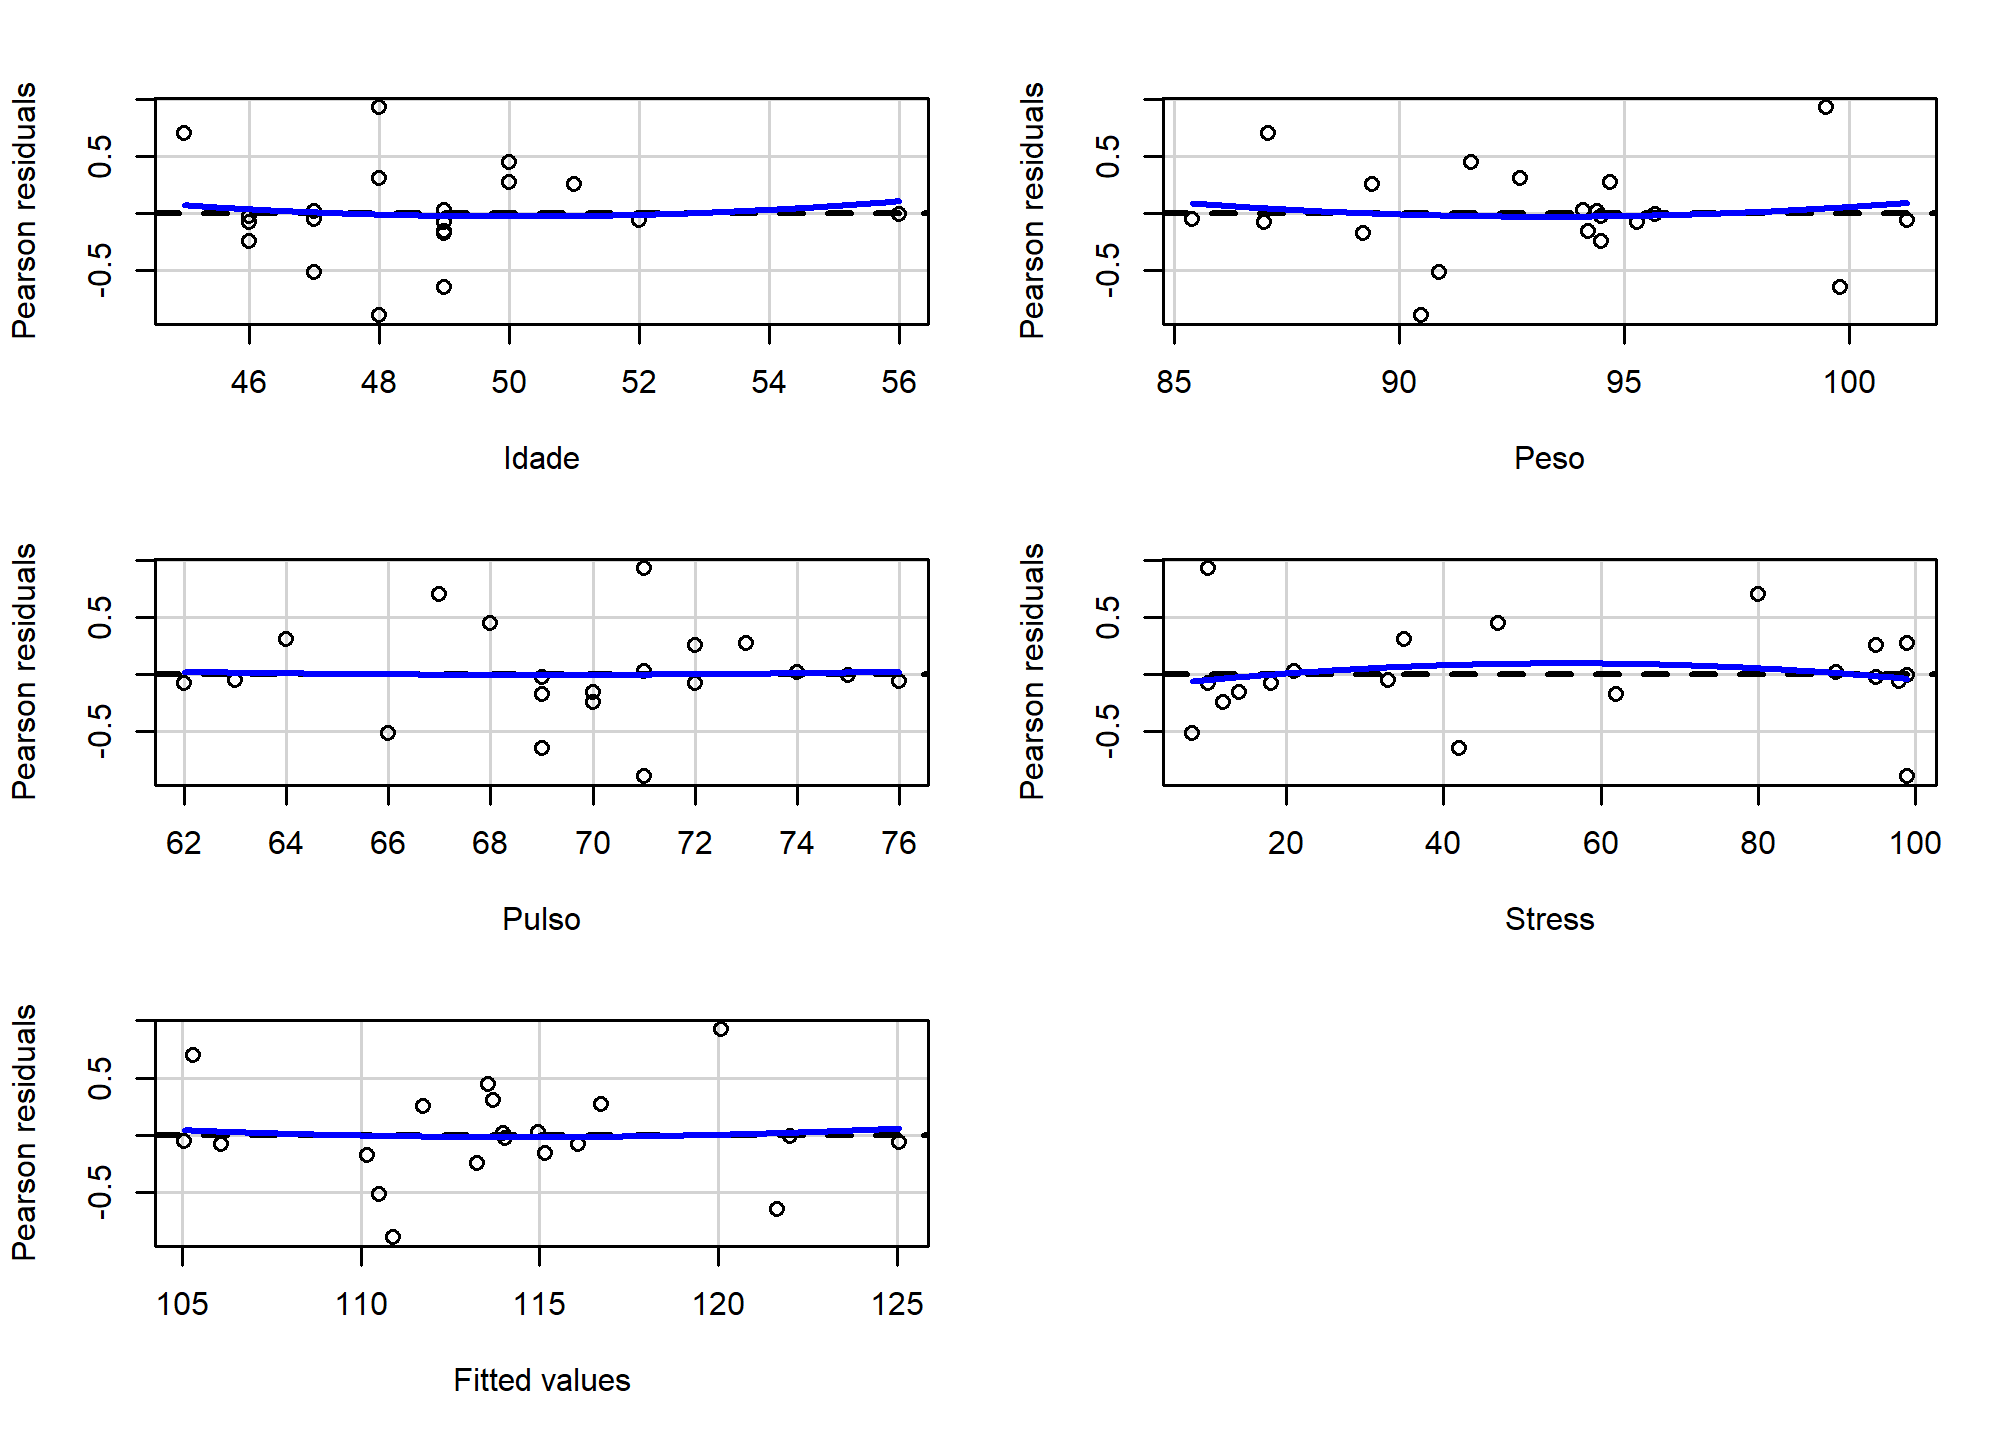 Pearson residuals
0.5
-0.5
46 48 50 52 54 56
Idade
Pearson residuals
0.5
-0.5
85 90 95 100
Peso
Pearson residuals
0.5
-0.5
62 64 66 68 70 72 74 76
Pulso
Pearson residuals
0.5
-0.5
20 40 60 80 100
Stress
Pearson residuals
0.5
-0.5
105 110 115 120 125
Fitted values